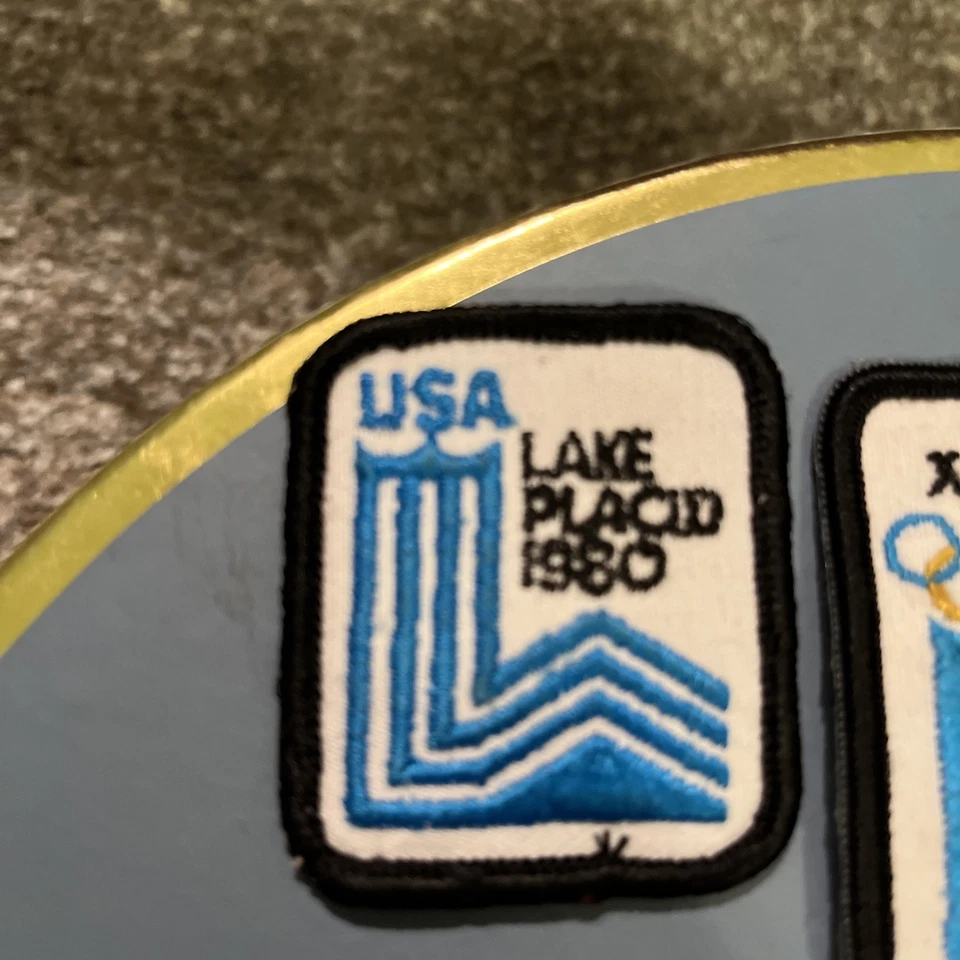 USA
LAKE
PLACID
1980
X